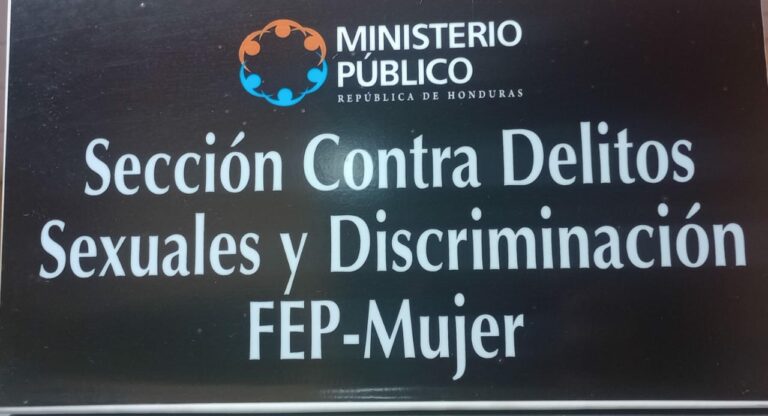 MINISTERIO
PÚBLICO
REPÚBLICA DE HONDURAS
Sección Contra Delitos
Sexuales y Discriminación
FEP-Mujer